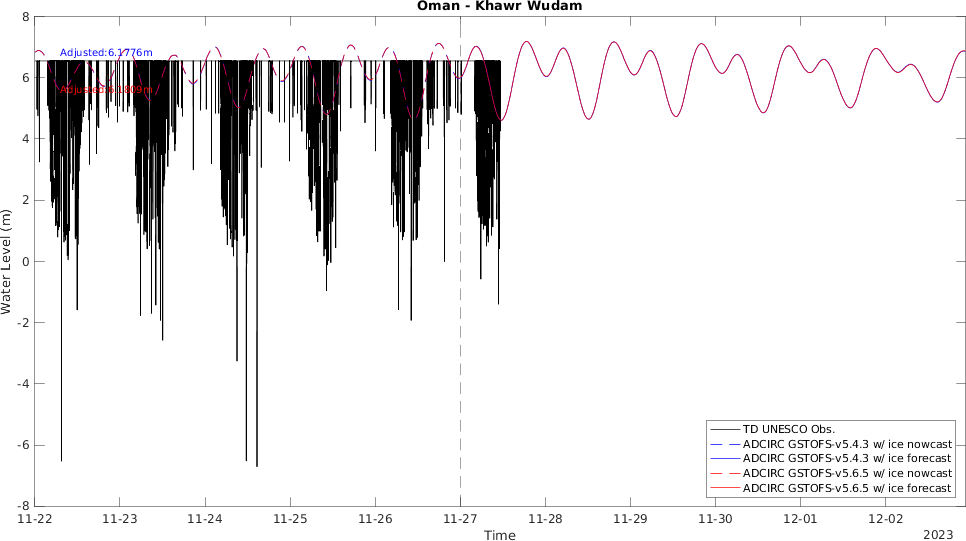 Oman - Khawr Wudam
8
6
4
2
0
-2
-4
-6
-8
Water Level (m)
Adjusted:6.1776m
Adjusted:6.1809m
TD UNESCO Obs.
ADCIRC GSTOFS-v5.4.3 w/ ice nowcast
ADCIRC GSTOFS-v5.4.3 w/ ice forecast
ADCIRC GSTOFS-v5.6.5 w/ ice nowcast
ADCIRC GSTOFS-v5.6.5 w/ ice forecast
11-22 11-23 11-24 11-25 11-26 11-27 11-28 11-29 11-30 12-01 12-02
Time
2023